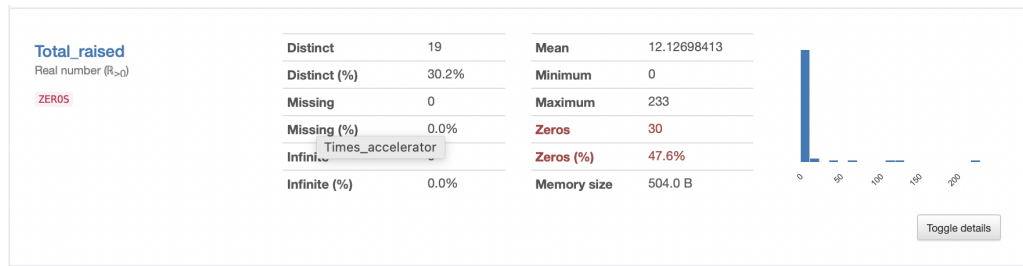 Total_raised
Real number (ℝ>0)
ZEROS
Distinct 19
Distinct (%) 30.2%
Missing 0
Missing (%) 0.0%
Times_accelerator
Infinite
Infinite (%) 0.0%
Mean 12.12698413
Minimum 0
Maximum 233
Zeros 30
Zeros (%) 47.6%
Memory size 504.0 B
0 50 100 150 200
Toggle details